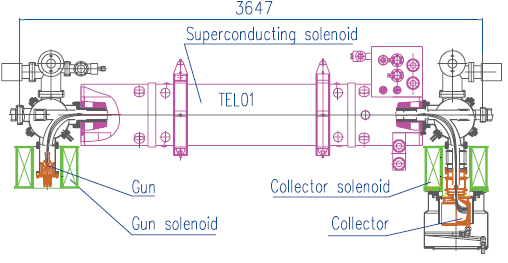 3647
Superconducting solenoid
TEL01
Gun
Collector solenoid
Gun solenoid
Collector